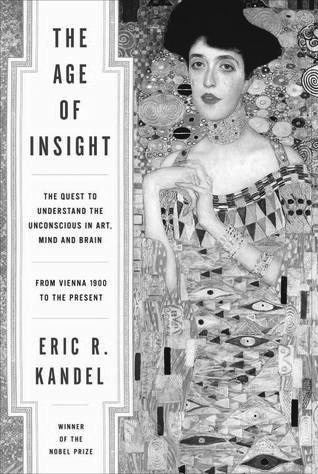 THE
AGE
OF
INSIGHT
THE QUEST TO
UNDERSTAND THE
UNCONSCIOUS IN ART,
MIND AND BRAIN
FROM VIENNA 1900
TO THE PRESENT
ERIC R.
KANDEL
WINNER
OF THE
NOBEL PRIZE